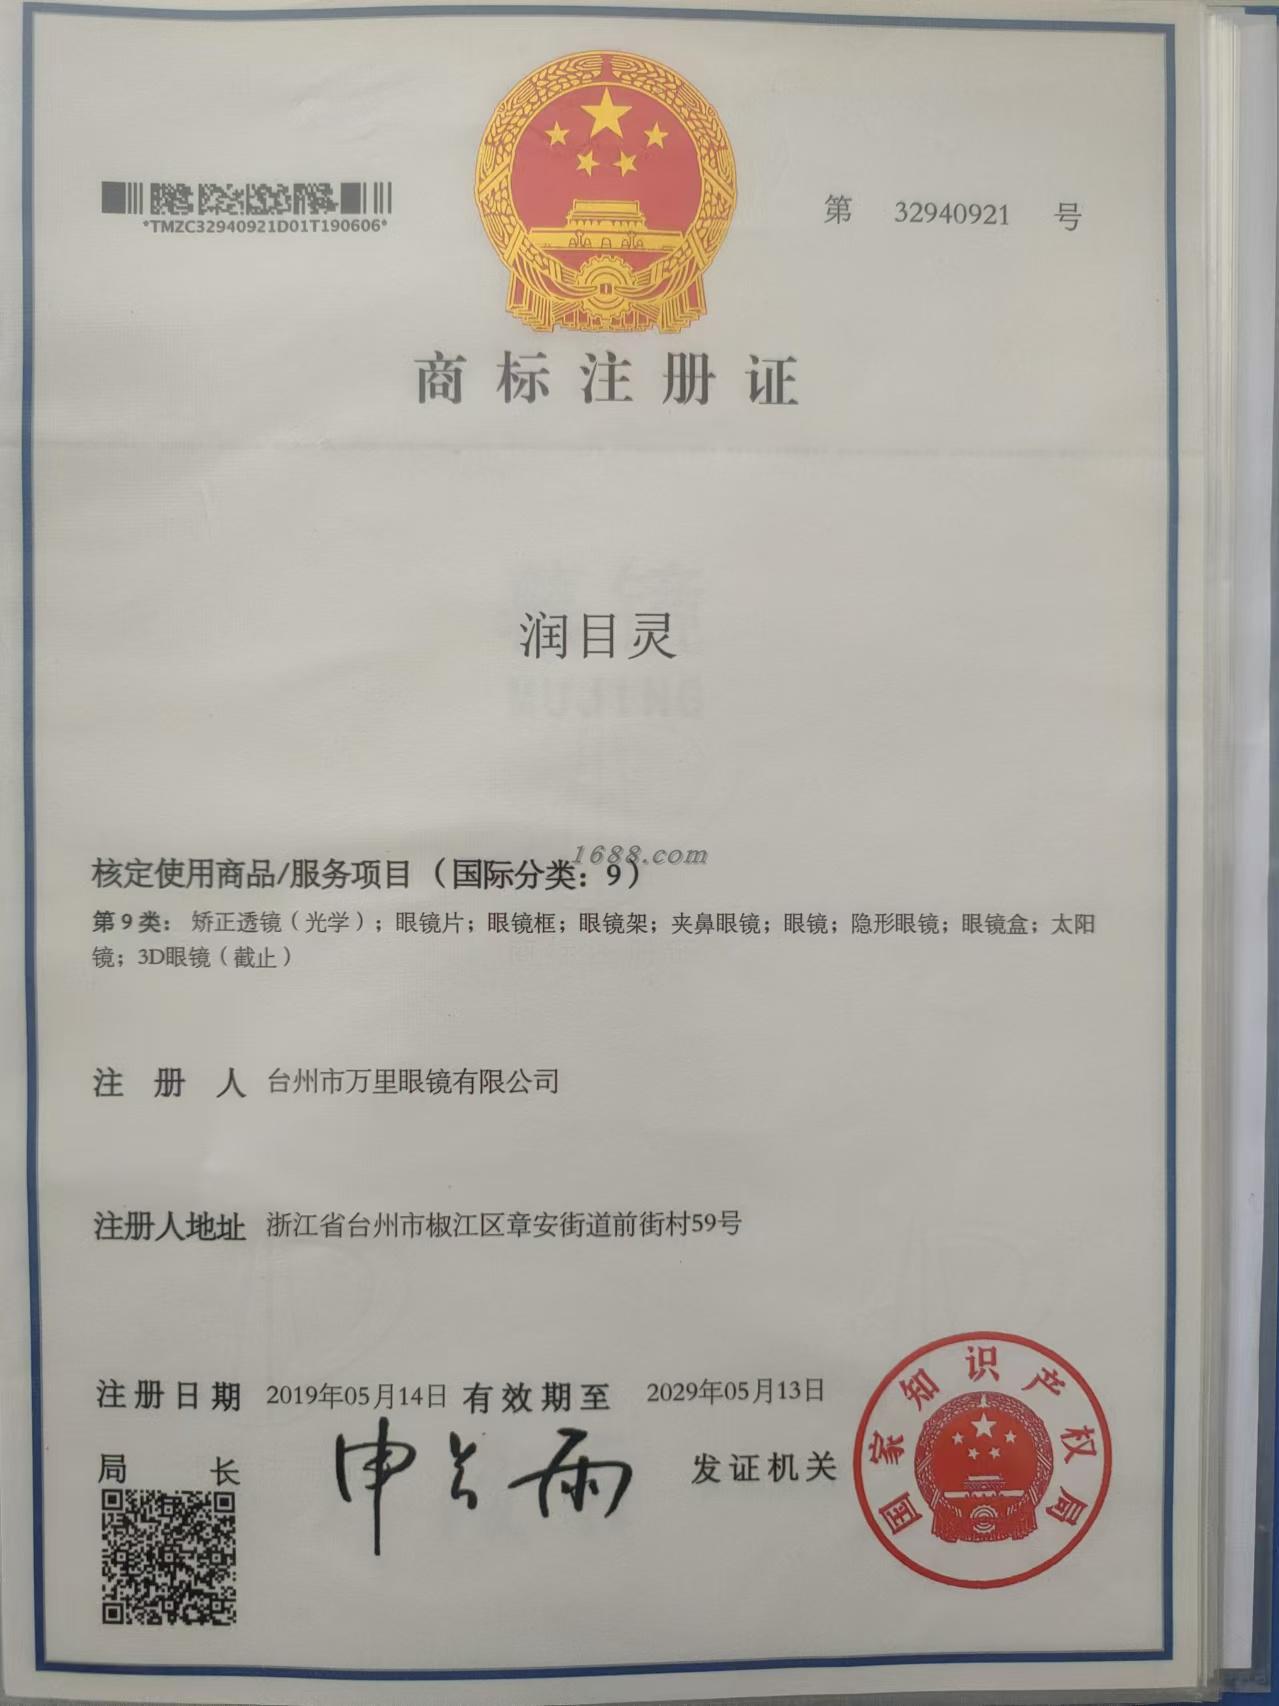 *TMZC32940921D01T190606*
第 32940921 号
商标注册证
润目灵
1688.com
核定使用商品/服务项目（国际分类：9）
第9类：矫正透镜（光学）；眼镜片；眼镜框；眼镜架；夹鼻眼镜；眼镜；隐形眼镜；眼镜盒；太阳
镜；3D眼镜（截止）
注册人 台州市万里眼镜有限公司
注册人地址 浙江省台州市椒江区章安街道前街村59号
注册日期 2019年05月14日 有效期至 2029年05月13日
局长 申长雨 发证机关
国家知识产权局